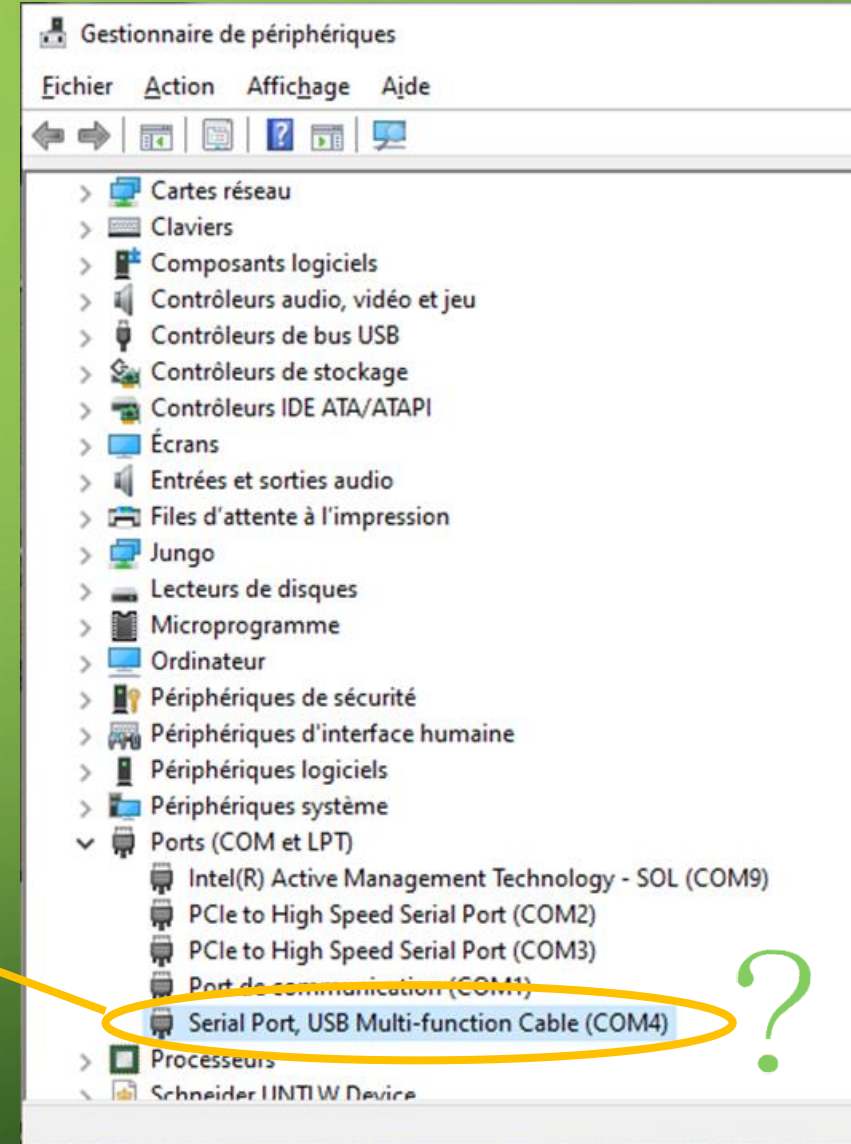 Gestionnaire de périphériques
Fichier Action Affichage Aide
Cartes réseau
Claviers
Composants logiciels
Contrôleurs audio, vidéo et jeu
Contrôleurs de bus USB
Contrôleurs de stockage
Contrôleurs IDE ATA/ATAPI
Écrans
Entrées et sorties audio
Files d'attente à l'impression
Jungo
Lecteurs de disques
Microprogramme
Ordinateur
Périphériques de sécurité
Périphériques d'interface humaine
Périphériques logiciels
Périphériques système
Ports (COM et LPT)
Intel(R) Active Management Technology - SOL (COM9)
PCIe to High Speed Serial Port (COM2)
PCIe to High Speed Serial Port (COM3)
Port de communication (COM1)
Serial Port, USB Multi-function Cable (COM4)
?
Processeurs
Schneider UNTLW Device